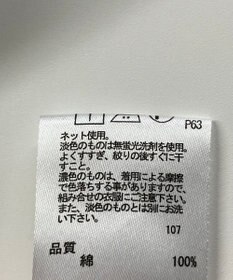 P63
ネット使用。
淡色のものは無蛍光洗剤を使用。
よくすすぎ、絞りの後すぐに干
すこと。
濃色のものは、着用による摩擦
で色落ちする事がありますので、
組み合せの衣服にご注意下さい。
また、淡色のものとは別にお洗
い下さい。
107
品質
綿 100%